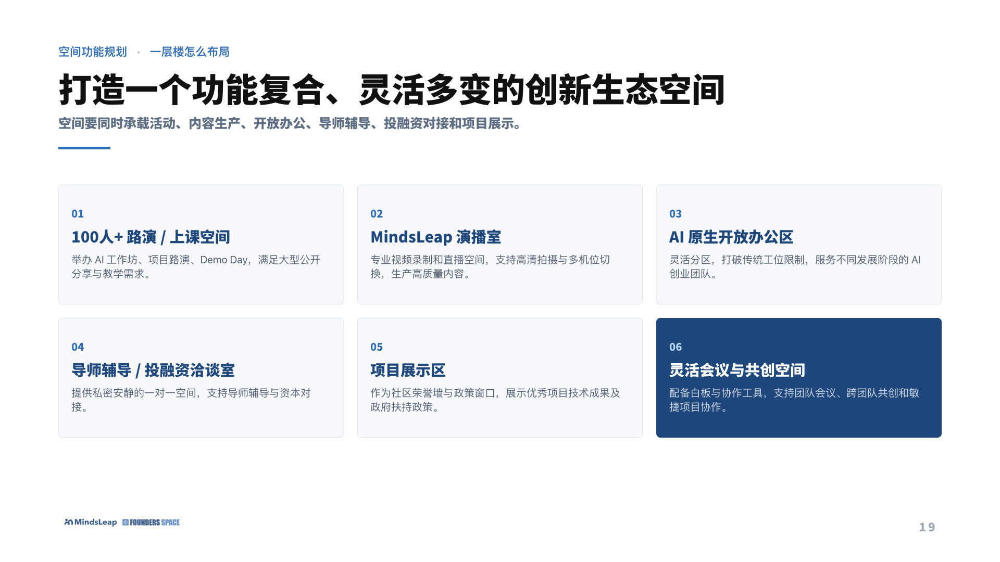 空间功能规划 · 一层楼怎么布局
打造一个功能复合、灵活多变的创新生态空间
空间要同时承载活动、内容生产、开放办公、导师辅导、投融资对接和项目展示。
01
100人+ 路演 / 上课空间
举办 AI 工作坊、项目路演、Demo Day，满足大型公开
分享与教学需求。
02
MindsLeap 演播室
专业视频录制和直播空间，支持高清拍摄与多机位切
换，生产高质量内容。
03
AI 原生开放办公区
灵活分区，打破传统工位限制，服务不同发展阶段的 AI
创业团队。
04
导师辅导 / 投融资洽谈室
提供私密安静的一对一空间，支持导师辅导与资本对
接。
05
项目展示区
作为社区荣誉墙与政策窗口，展示优秀项目技术成果及
政府扶持政策。
06
灵活会议与共创空间
配备白板与协作工具，支持团队会议、跨团队共创和敏
捷项目协作。
MindsLeap FOUNDERS SPACE
19